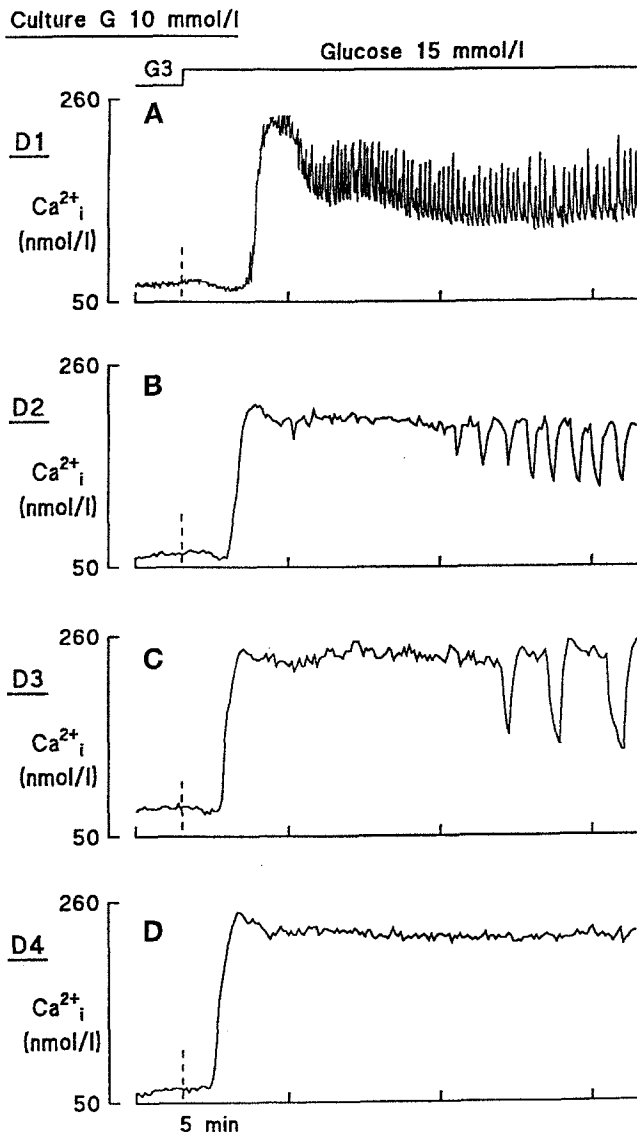 Culture G 10 mmol/l
Glucose 15 mmol/l
G3
260
A
D1
Ca²⁺i
(nmol/l)
50
260
B
D2
Ca²⁺i
(nmol/l)
50
260
C
D3
Ca²⁺i
(nmol/l)
50
260
D
D4
Ca²⁺i
(nmol/l)
50
5 min